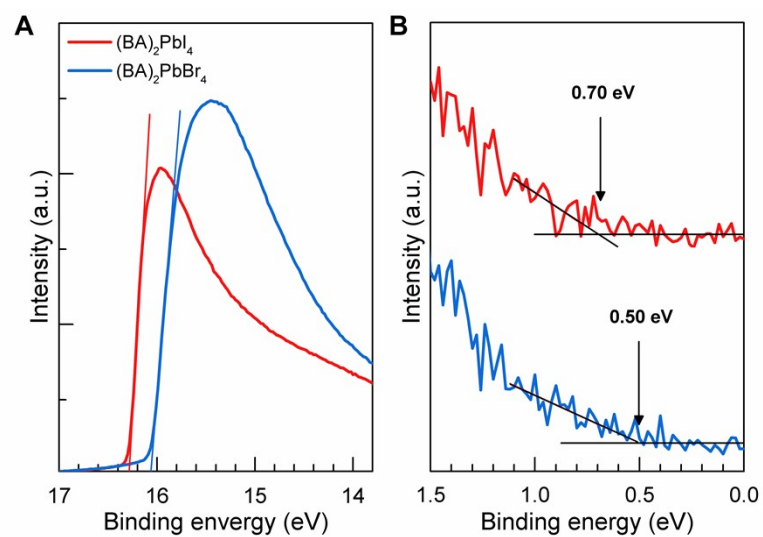 A
(BA)₂PbI₄
(BA)₂PbBr₄
Intensity (a.u.)
17 16 15 14
Binding envergy (eV)
B
0.70 eV
0.50 eV
Intensity (a.u.)
1.5 1.0 0.5 0.0
Binding energy (eV)